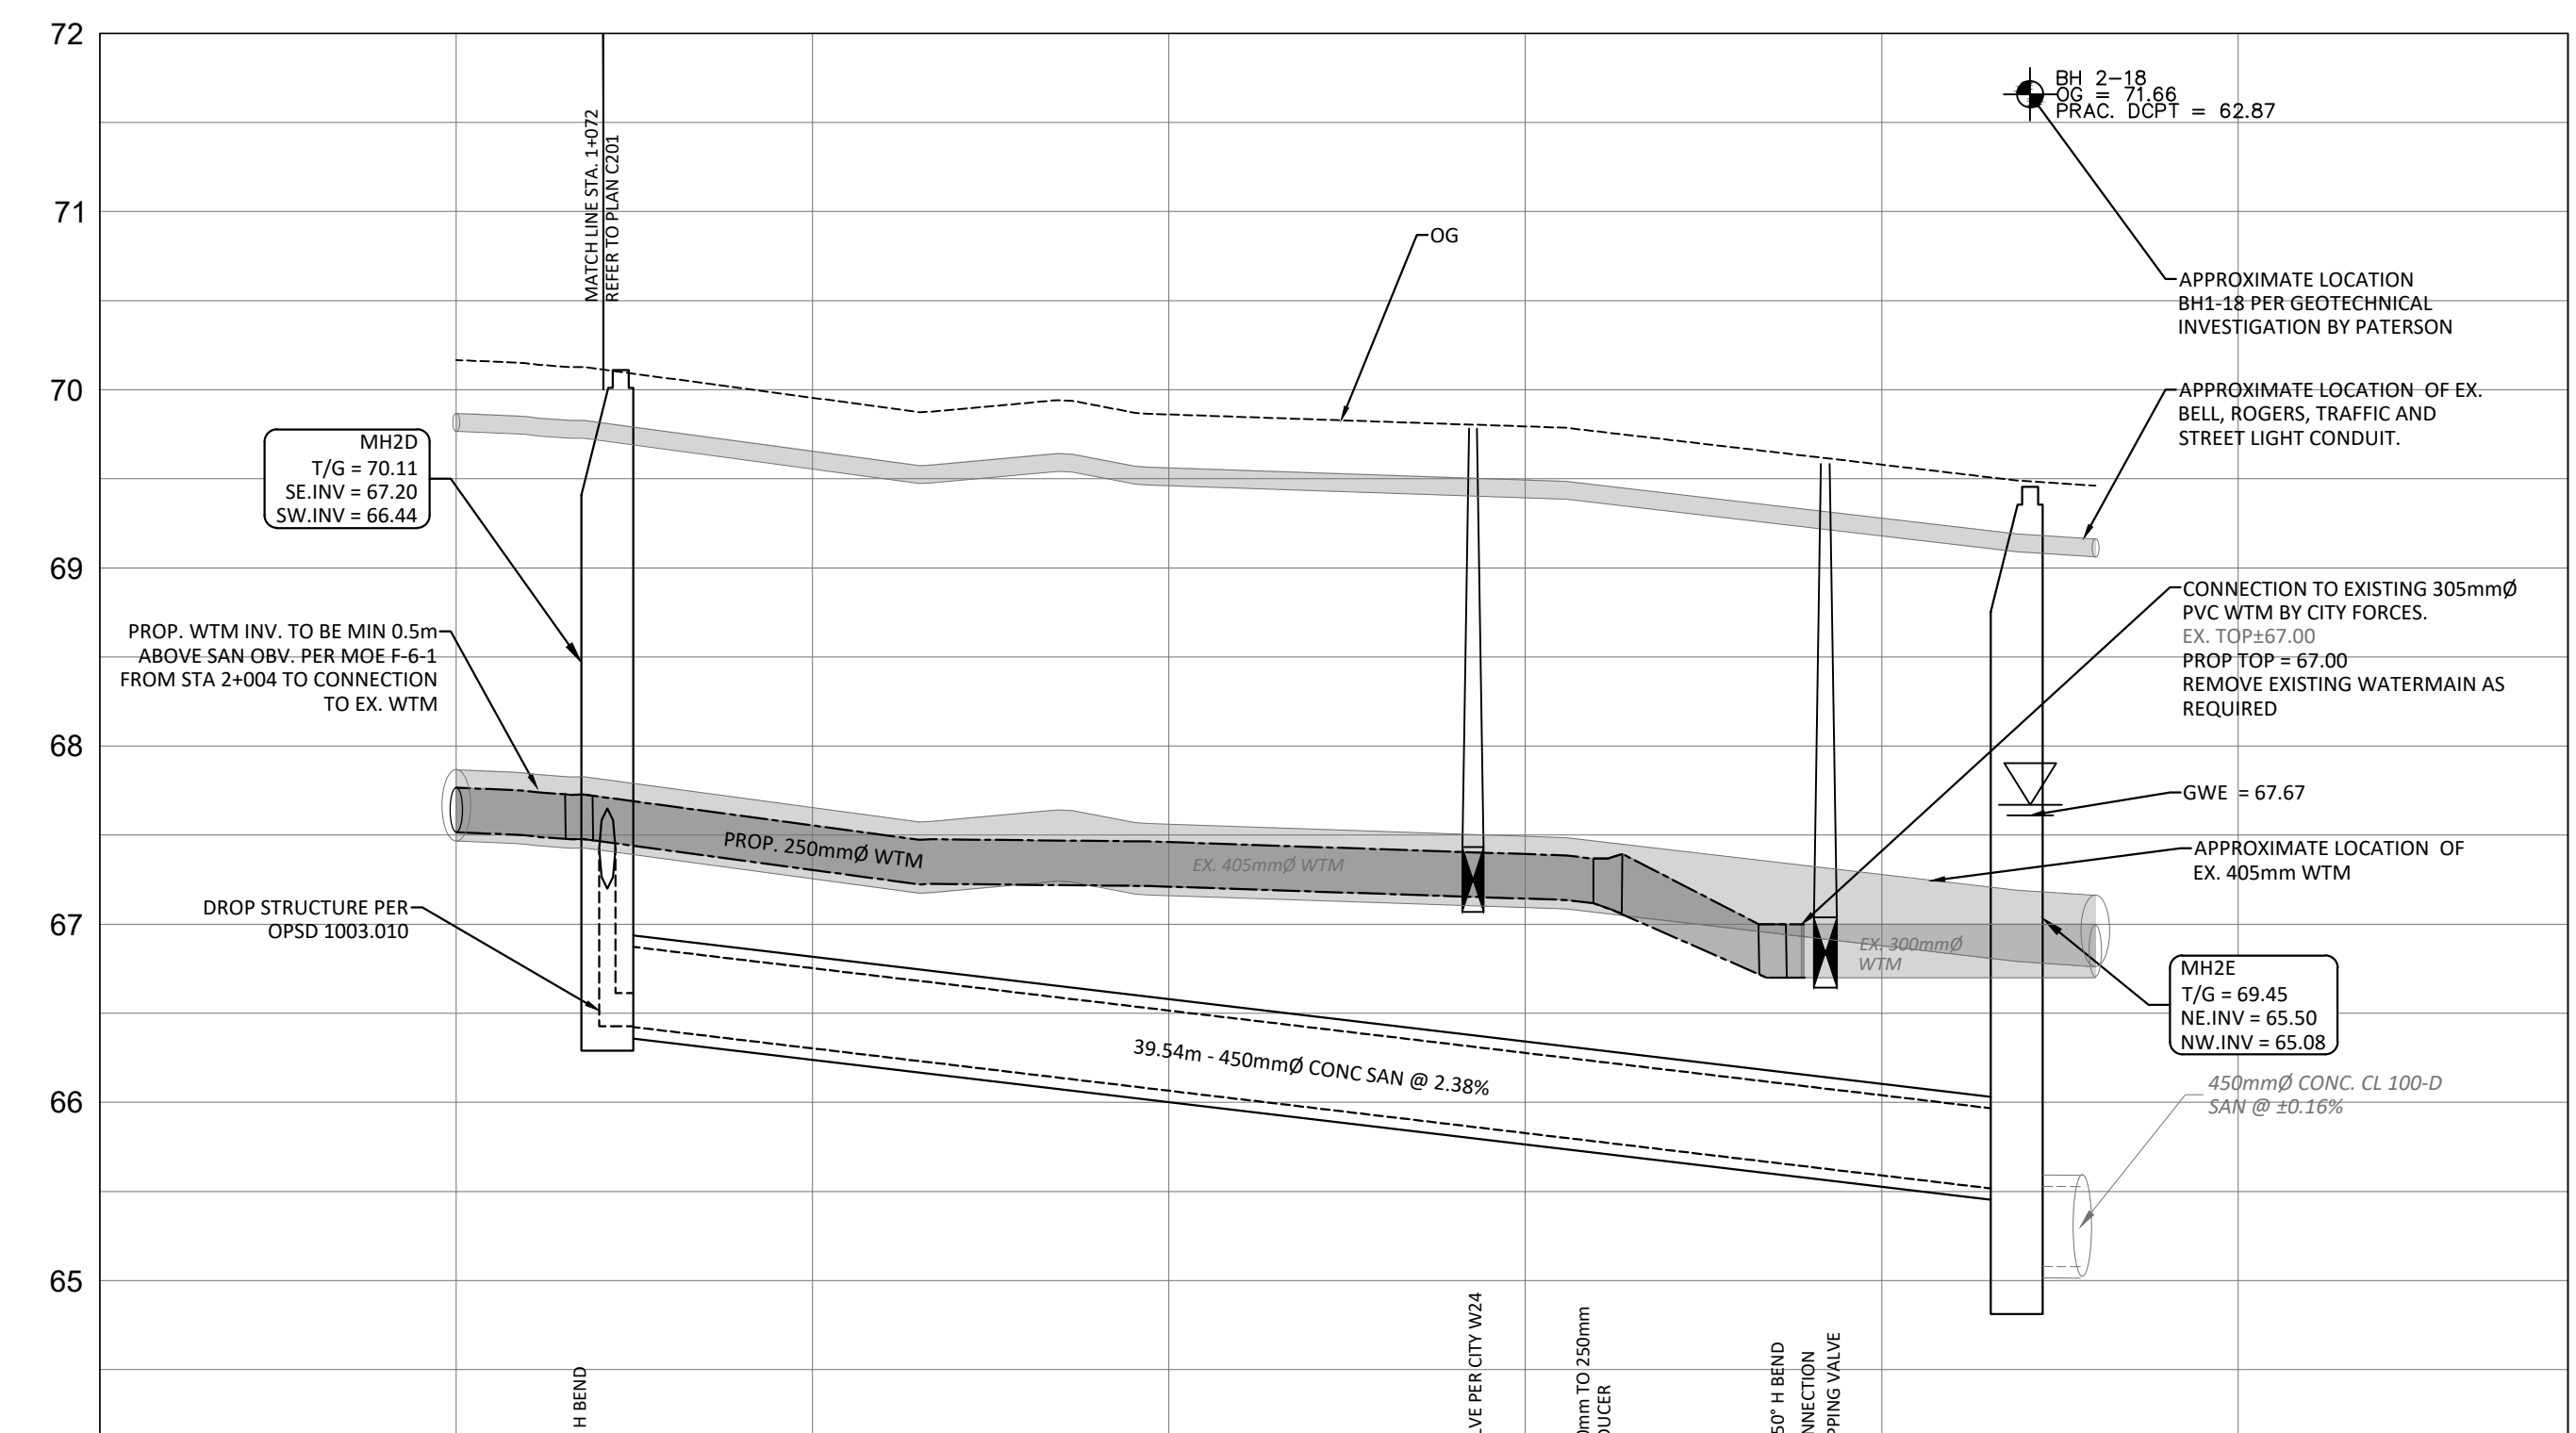 72
71
70
69
68
67
66
65
MATCH LINE STA. 1+072
REFER TO PLAN C201
BH 2-18
OG = 71.66
PRAC. DCPT = 62.87
OG
APPROXIMATE LOCATION
BH1-18 PER GEOTECHNICAL
INVESTIGATION BY PATERSON
APPROXIMATE LOCATION OF EX.
BELL, ROGERS, TRAFFIC AND
STREET LIGHT CONDUIT.
MH2D
T/G = 70.11
SE.INV = 67.20
SW.INV = 66.44
PROP. WTM INV. TO BE MIN 0.5m
ABOVE SAN OBV. PER MOE F-6-1
FROM STA 2+004 TO CONNECTION
TO EX. WTM
CONNECTION TO EXISTING 305mmØ
PVC WTM BY CITY FORCES.
EX. TOP±67.00
PROP TOP = 67.00
REMOVE EXISTING WATERMAIN AS
REQUIRED
GWE = 67.67
PROP. 250mmØ WTM
EX. 405mmØ WTM
APPROXIMATE LOCATION OF
EX. 405mm WTM
DROP STRUCTURE PER
OPSD 1003.010
EX. 300mmØ
WTM
MH2E
T/G = 69.45
NE.INV = 65.50
NW.INV = 65.08
39.54m - 450mmØ CONC SAN @ 2.38%
450mmØ CONC. CL 100-D
SAN @ ±0.16%
H BEND
LVE PER CITY W24
0mm TO 250mm
DUCER
50° H BEND
NNECTION
PPING VALVE